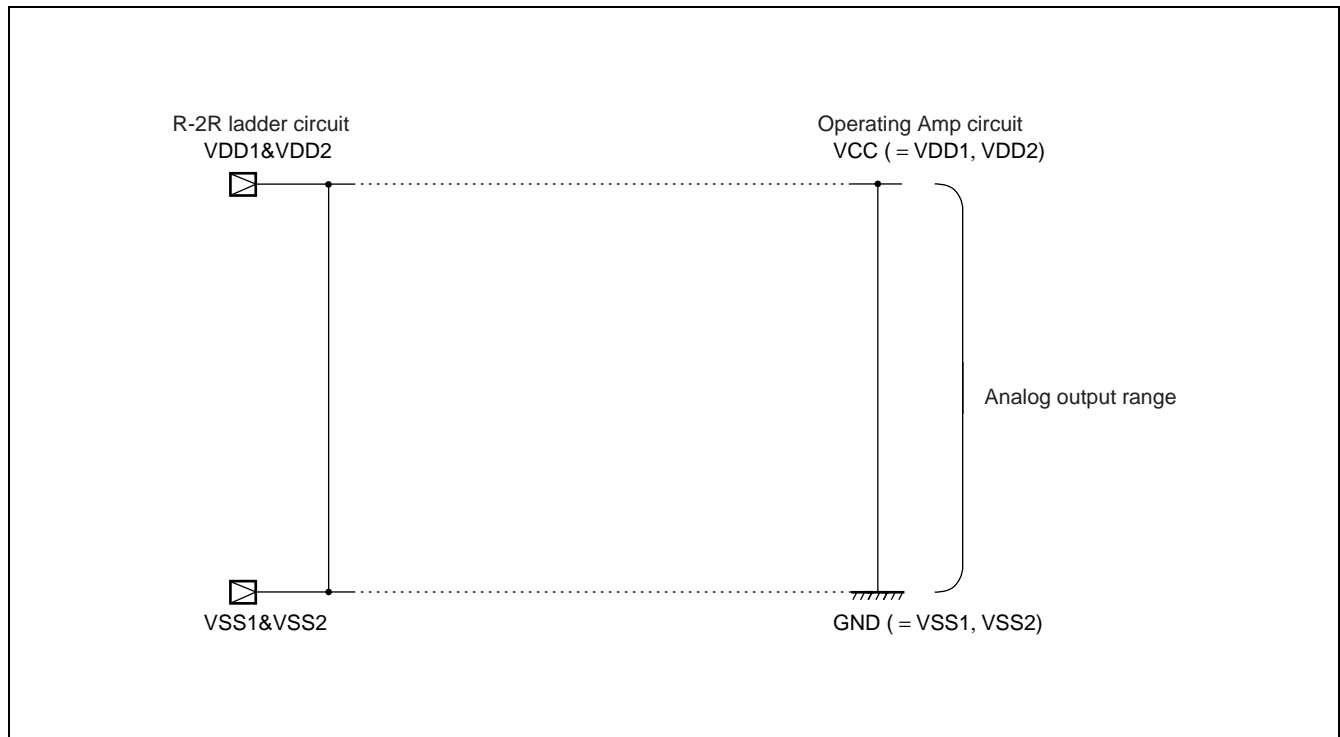 R-2R ladder circuit
VDD1&VDD2
Operating Amp circuit
VCC ( = VDD1, VDD2)
Analog output range
VSS1&VSS2
GND ( = VSS1, VSS2)